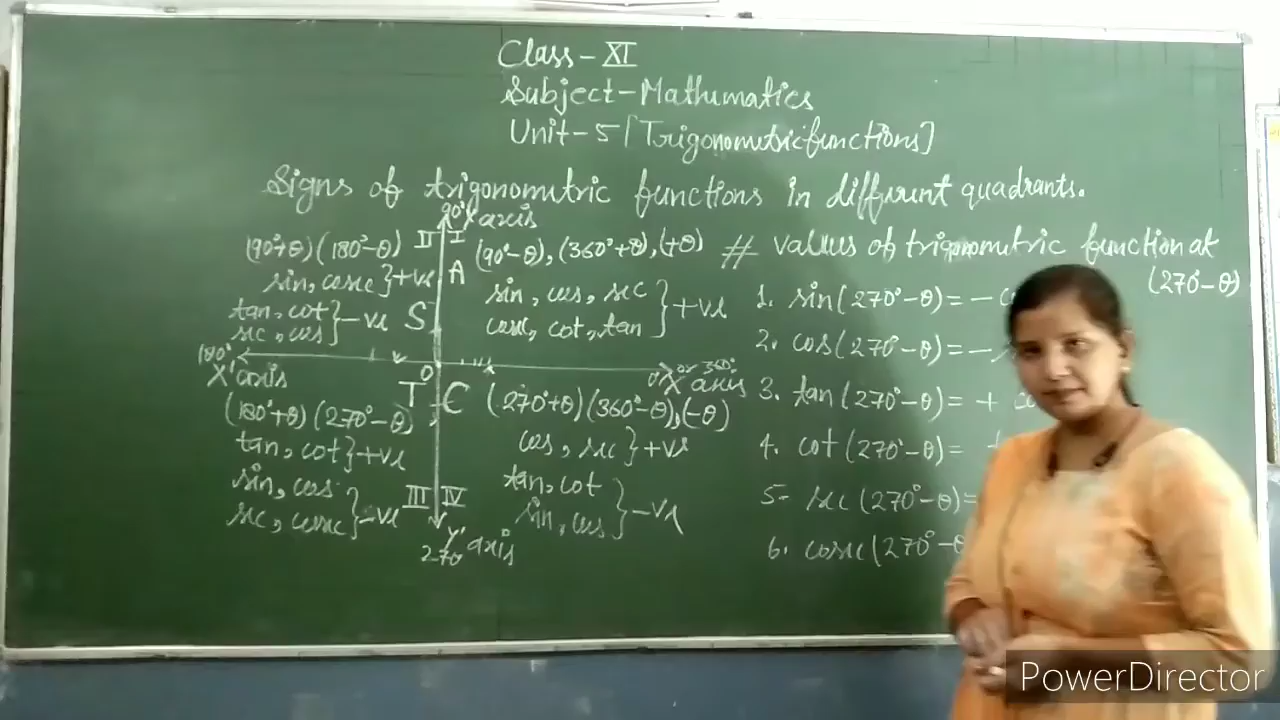 Class-XI
Subject-Mathematics
Unit-5[Trigonometric functions]
Signs of trigonometric functions in different quadrants.
90° Y axis
(90°+θ)(180°-θ) II
sin, cosec}+ve
tan, cot
sec, cos}-ve S
I (90°-θ),(360°+θ),(+θ)
A
sin, cos, sec
cosec, cot, tan}+ve
180°
X' axis
O
0° or 360°
X axis
T
(180°+θ)(270°-θ)
tan, cot}+ve
sin, cos
sec, cosec}-ve III
C (270°+θ)(360°-θ),(-θ)
cos, sec}+ve
tan, cot
sin, cos}-ve
IV
Y' axis
270°
# values of trigonometric function at
(270°-θ)
1. sin(270°-θ)= -
2. cos(270°-θ)= -
3. tan(270°-θ)= + co
4. cot(270°-θ)= +
5- sec(270°-θ)=
6. cosec(270°-θ
PowerDirector